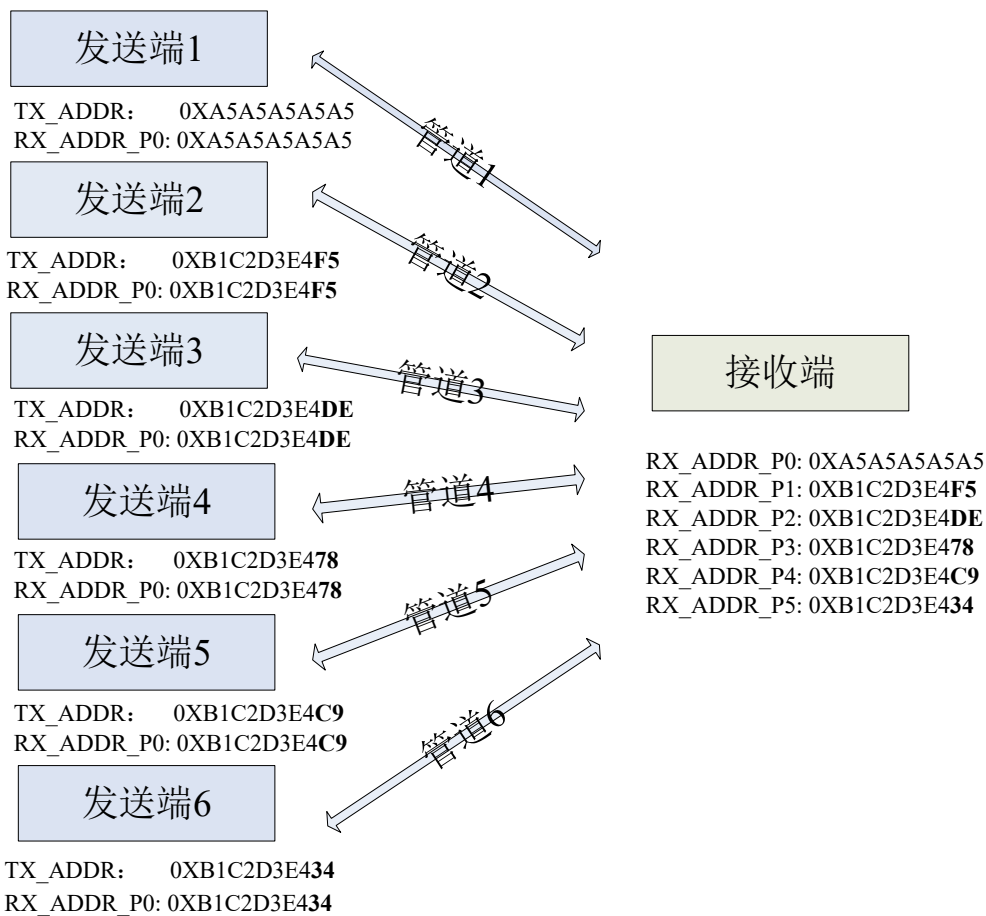 发送端1
TX_ADDR： 0XA5A5A5A5A5
RX_ADDR_P0: 0XA5A5A5A5A5
管道1
发送端2
TX_ADDR： 0XB1C2D3E4F5
RX_ADDR_P0: 0XB1C2D3E4F5
管道2
发送端3
TX_ADDR： 0XB1C2D3E4DE
RX_ADDR_P0: 0XB1C2D3E4DE
管道3
发送端4
TX_ADDR： 0XB1C2D3E478
RX_ADDR_P0: 0XB1C2D3E478
管道4
发送端5
TX_ADDR： 0XB1C2D3E4C9
RX_ADDR_P0: 0XB1C2D3E4C9
管道5
发送端6
TX_ADDR： 0XB1C2D3E434
RX_ADDR_P0: 0XB1C2D3E434
管道6
接收端
RX_ADDR_P0: 0XA5A5A5A5A5
RX_ADDR_P1: 0XB1C2D3E4F5
RX_ADDR_P2: 0XB1C2D3E4DE
RX_ADDR_P3: 0XB1C2D3E478
RX_ADDR_P4: 0XB1C2D3E4C9
RX_ADDR_P5: 0XB1C2D3E434